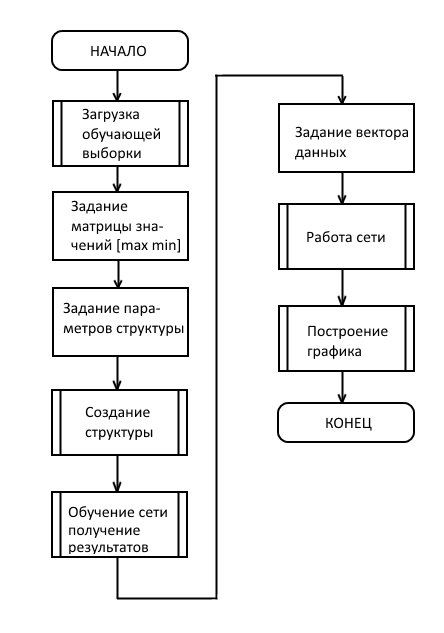 НАЧАЛО
Загрузка
обучающей
выборки
Задание
матрицы зна-
чений [max min]
Задание пара-
метров структуры
Создание
структуры
Обучение сети
получение
результатов
Задание вектора
данных
Работа сети
Построение
графика
КОНЕЦ